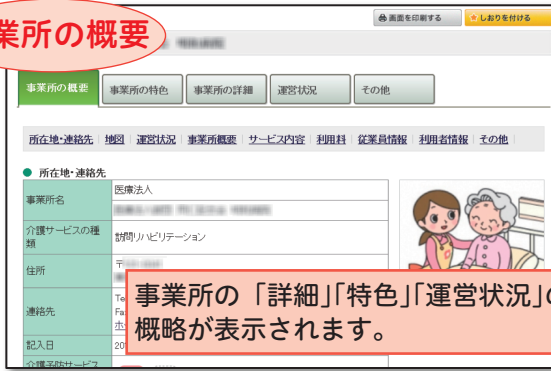 業所の概要
画面を印刷する しおりを付ける
事業所の概要 事業所の特色 事業所の詳細 運営状況 その他
所在地・連絡先 地図 運営状況 事業所概要 サービス内容 利用料 従業員情報 利用者情報 その他
所在地・連絡先
事業所名 医療法人
介護サービスの種類 訪問リハビリテーション
住所 〒
連絡先
事業所の「詳細」「特色」「運営状況」の
概略が表示されます。
記入日 20
介護予防サービス